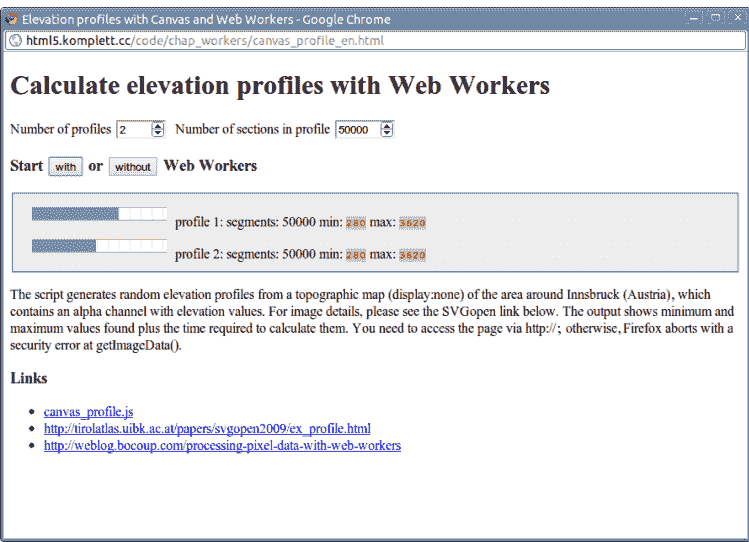 Elevation profiles with Canvas and Web Workers - Google Chrome
html5.komplett.cc/code/chap_workers/canvas_profile_en.html
Calculate elevation profiles with Web Workers
Number of profiles 2 Number of sections in profile 50000
Start with or without Web Workers
profile 1: segments: 50000 min: 280 max: 3620
profile 2: segments: 50000 min: 280 max: 3620
The script generates random elevation profiles from a topographic map (display:none) of the area around Innsbruck (Austria), which
contains an alpha channel with elevation values. For image details, please see the SVGopen link below. The output shows minimum and
maximum values found plus the time required to calculate them. You need to access the page via http://; otherwise, Firefox aborts with a
security error at getImageData().
Links
• canvas_profile.js
• http://tirolatlas.uibk.ac.at/papers/svgopen2009/ex_profile.html
• http://weblog.bocoup.com/processing-pixel-data-with-web-workers